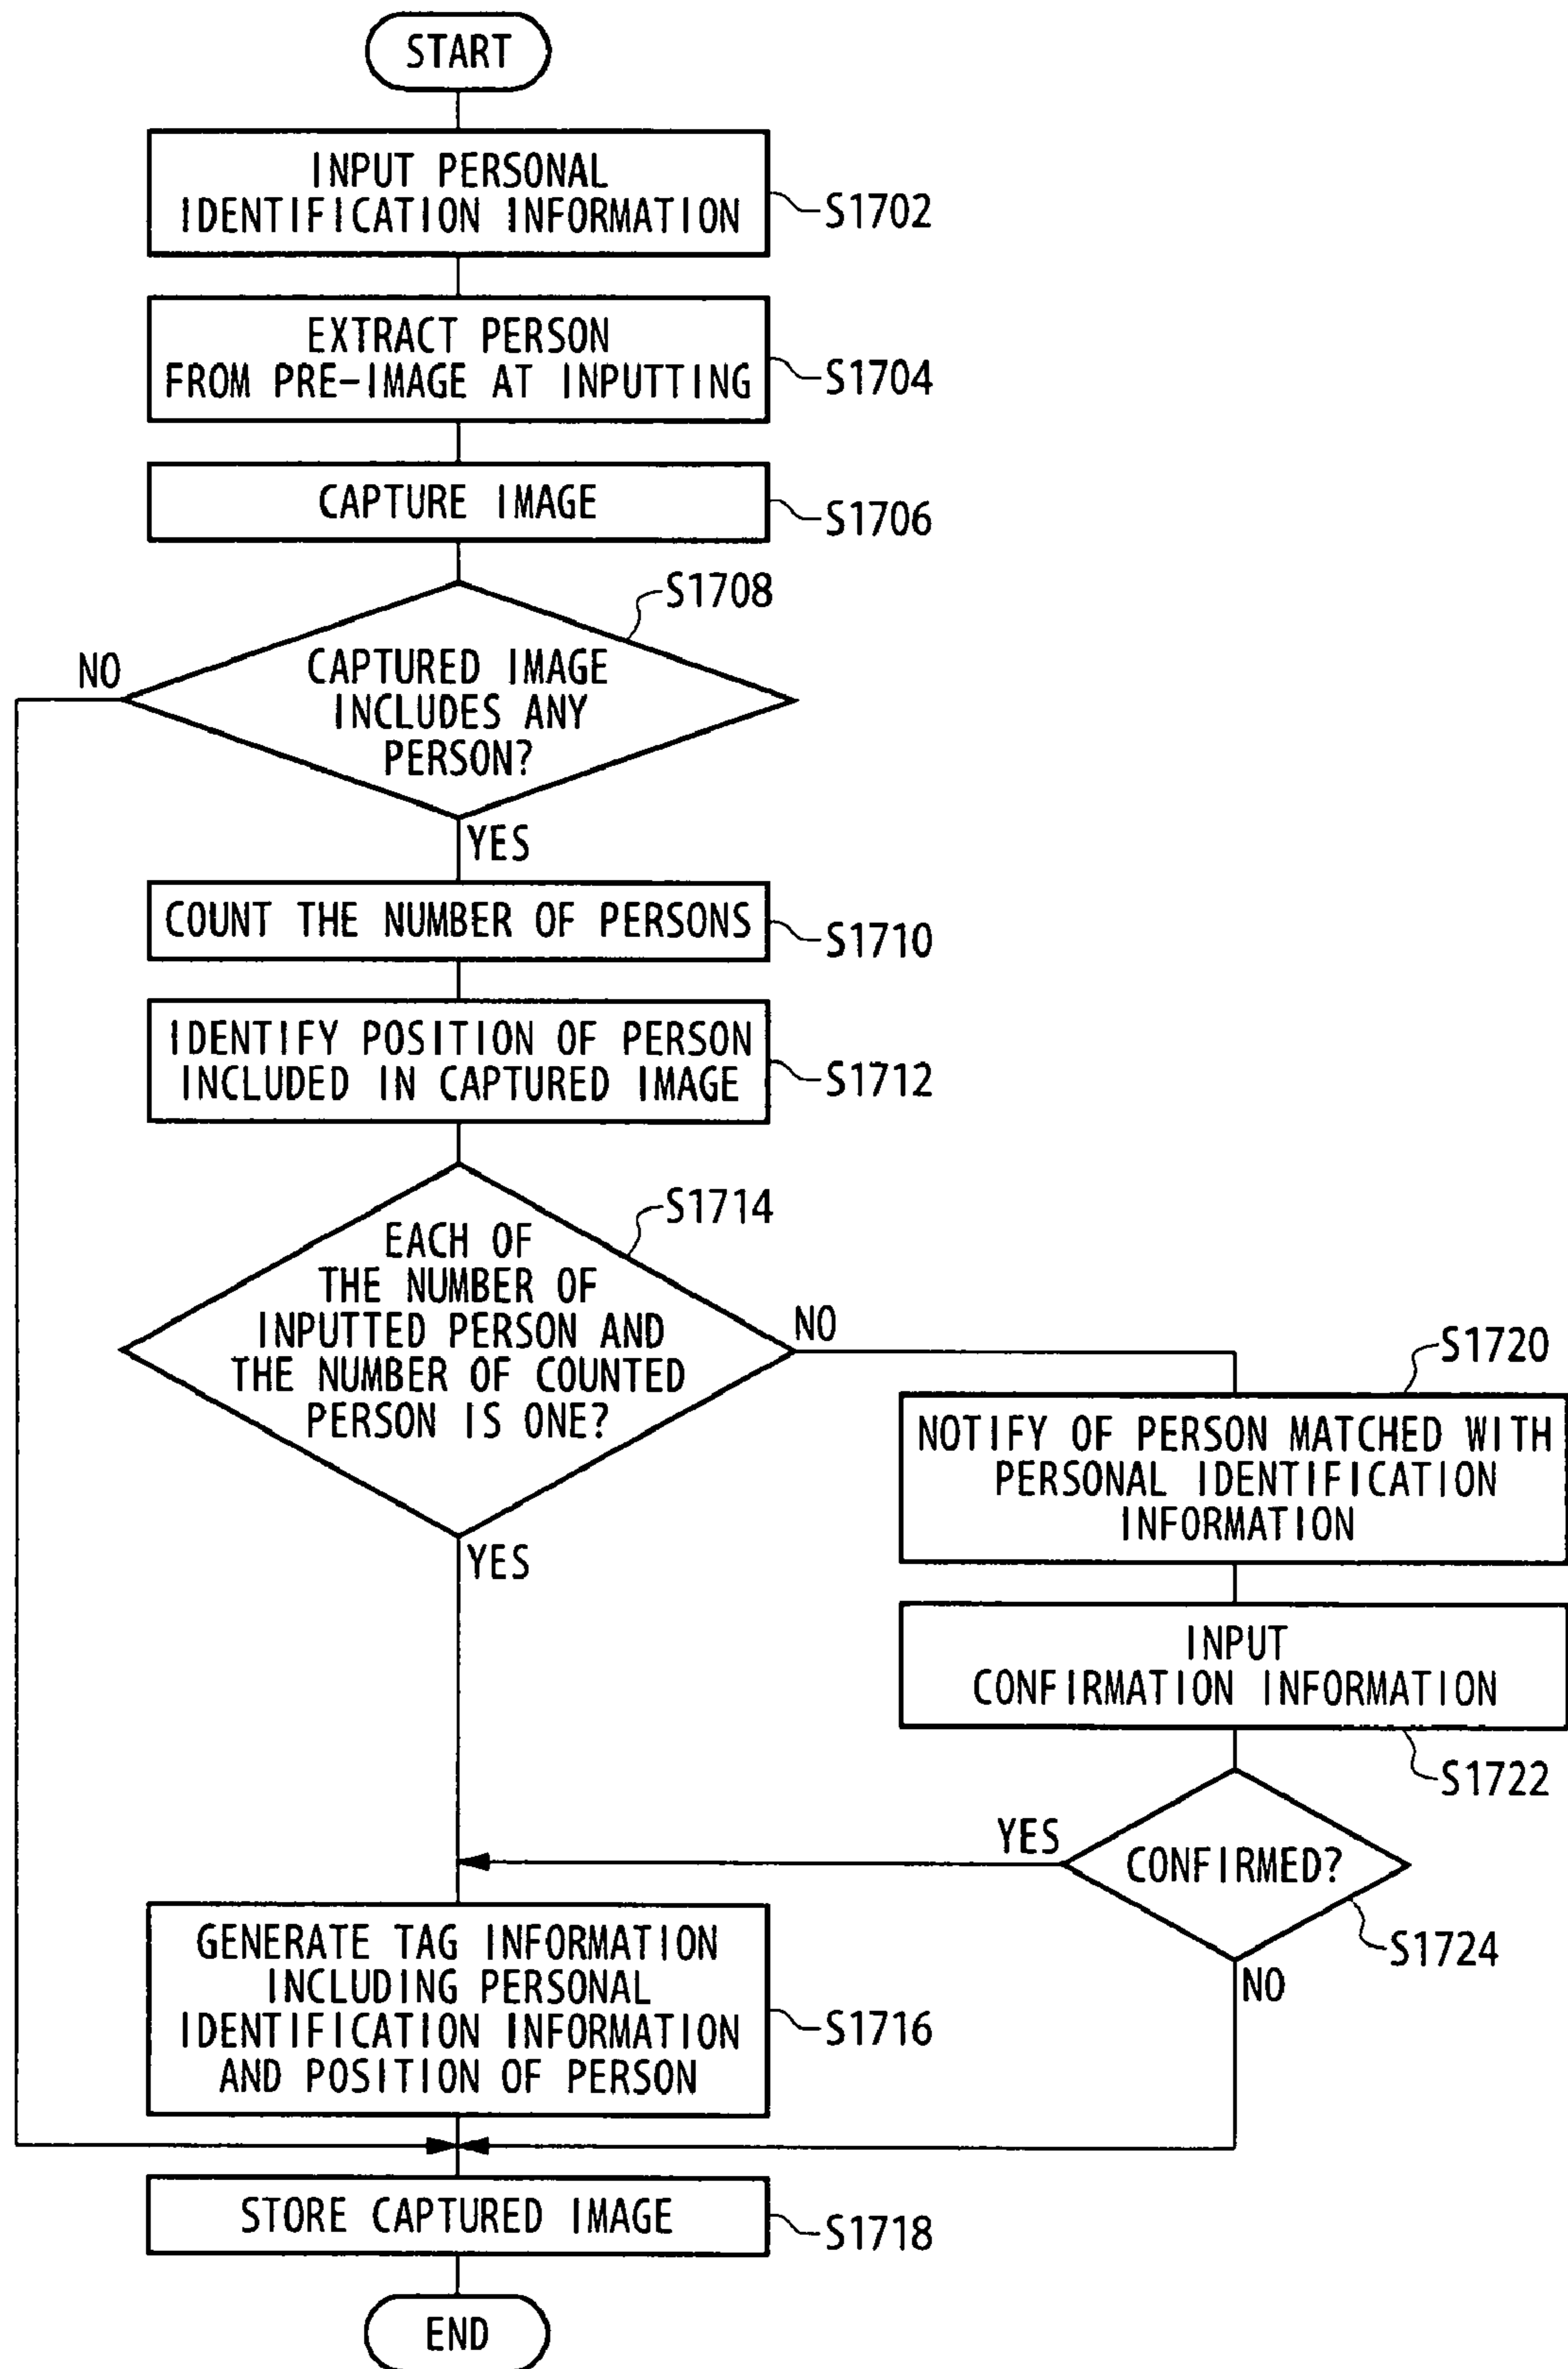 START
INPUT PERSONAL
IDENTIFICATION INFORMATION
S1702
EXTRACT PERSON
FROM PRE-IMAGE AT INPUTTING
S1704
CAPTURE IMAGE
S1706
S1708
NO
CAPTURED IMAGE
INCLUDES ANY
PERSON?
YES
COUNT THE NUMBER OF PERSONS
S1710
IDENTIFY POSITION OF PERSON
INCLUDED IN CAPTURED IMAGE
S1712
S1714
EACH OF
THE NUMBER OF
INPUTTED PERSON AND
THE NUMBER OF COUNTED
PERSON IS ONE?
NO
YES
S1720
NOTIFY OF PERSON MATCHED WITH
PERSONAL IDENTIFICATION
INFORMATION
INPUT
CONFIRMATION INFORMATION
S1722
YES
CONFIRMED?
S1724
NO
GENERATE TAG INFORMATION
INCLUDING PERSONAL
IDENTIFICATION INFORMATION
AND POSITION OF PERSON
S1716
STORE CAPTURED IMAGE
S1718
END